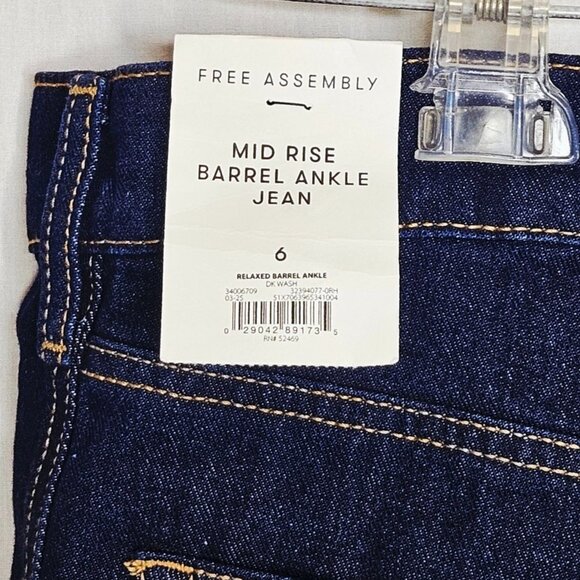 FREE ASSEMBLY
MID RISE
BARREL ANKLE
JEAN
6
RELAXED BARREL ANKLE
DK WASH
34006709 32394077-0RH
03-25 51X7063965341004
0 29042 89173 5
RN# 52469